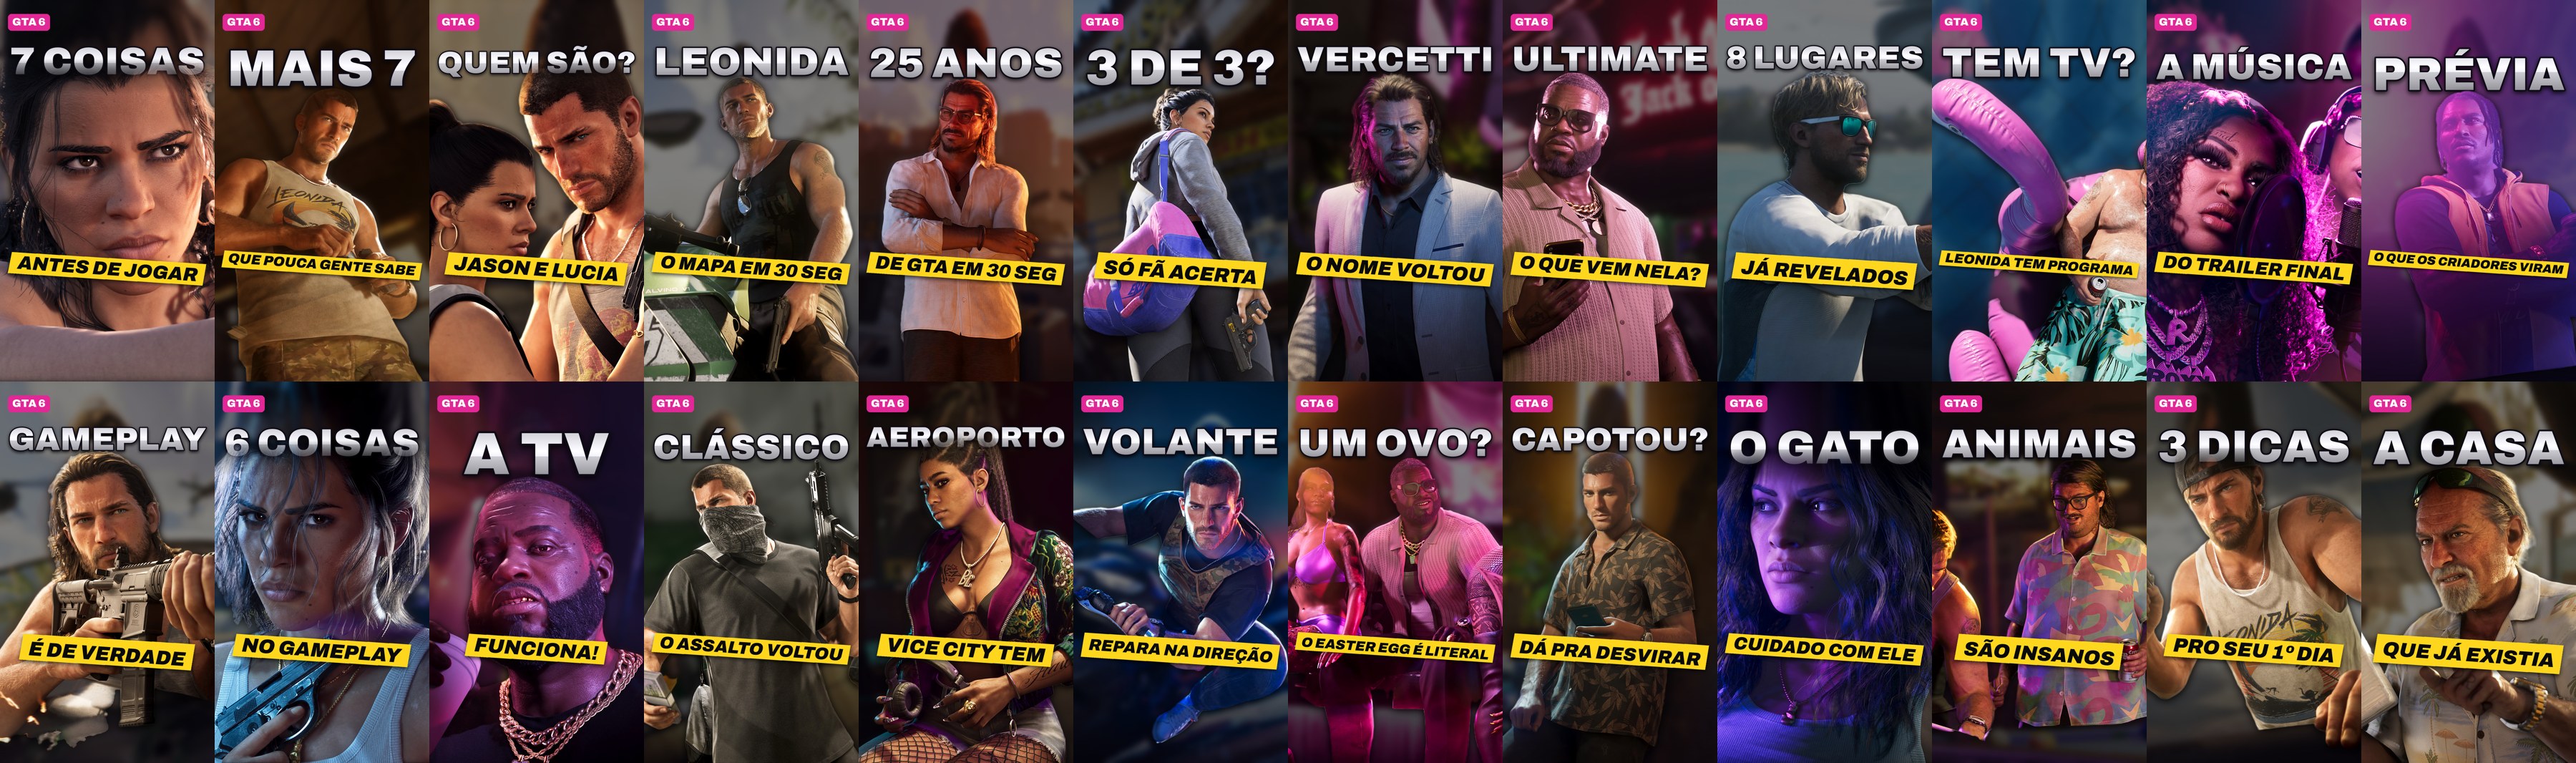 GTA 6
7 COISAS
ANTES DE JOGAR
GTA 6
MAIS 7
LEONIDA
QUE POUCA GENTE SABE
GTA 6
QUEM SÃO?
JASON E LUCIA
GTA 6
LEONIDA
O MAPA EM 30 SEG
GTA 6
25 ANOS
DE GTA EM 30 SEG
GTA 6
3 DE 3?
SÓ FÃ ACERTA
GTA 6
VERCETTI
O NOME VOLTOU
GTA 6
ULTIMATE
Jack o
O QUE VEM NELA?
GTA 6
8 LUGARES
JÁ REVELADOS
GTA 6
TEM TV?
LEONIDA TEM PROGRAMA
GTA 6
A MÚSICA
DO TRAILER FINAL
R
GTA 6
PRÉVIA
O QUE OS CRIADORES VIRAM
GTA 6
GAMEPLAY
É DE VERDADE
GTA 6
6 COISAS
NO GAMEPLAY
GTA 6
A TV
FUNCIONA!
GTA 6
CLÁSSICO
O ASSALTO VOLTOU
GTA 6
AEROPORTO
VICE CITY TEM
GTA 6
VOLANTE
REPARA NA DIREÇÃO
GTA 6
UM OVO?
O EASTER EGG É LITERAL
GTA 6
CAPOTOU?
DÁ PRA DESVIRAR
GTA 6
O GATO
CUIDADO COM ELE
GTA 6
ANIMAIS
SÃO INSANOS
GTA 6
3 DICAS
PRO SEU 1º DIA
GTA 6
A CASA
QUE JÁ EXISTIA